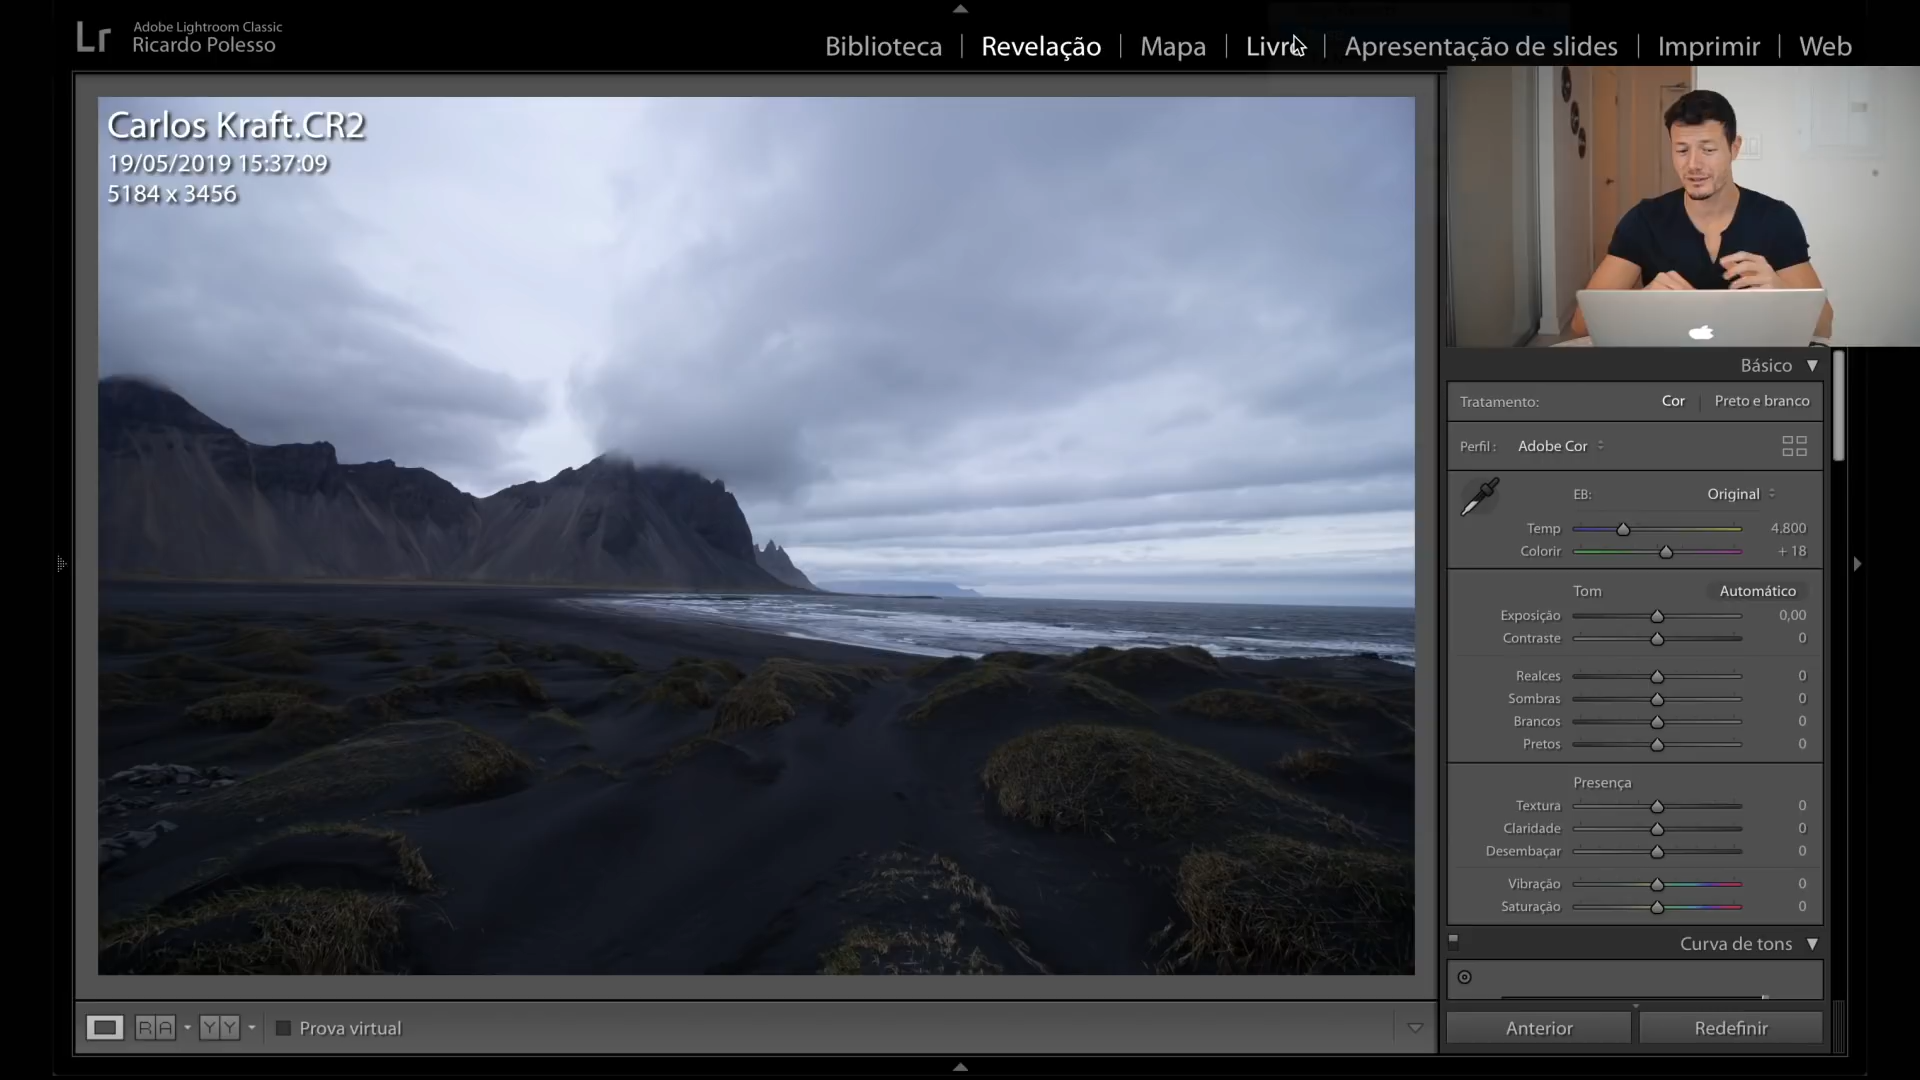 Lr
Adobe Lightroom Classic
Ricardo Polesso
Biblioteca | Revelação | Mapa | Livro | Apresentação de slides | Imprimir | Web
Carlos Kraft.CR2
19/05/2019 15:37:09
5184 x 3456
Básico
Tratamento: Cor | Preto e branco
Perfil: Adobe Cor
EB: Original
Temp 4.800
Colorir + 18
Tom Automático
Exposição 0,00
Contraste 0
Realces 0
Sombras 0
Brancos 0
Pretos 0
Presença
Textura 0
Claridade 0
Desembaçar 0
Vibração 0
Saturação 0
Curva de tons
R A Y Y Prova virtual
Anterior Redefinir